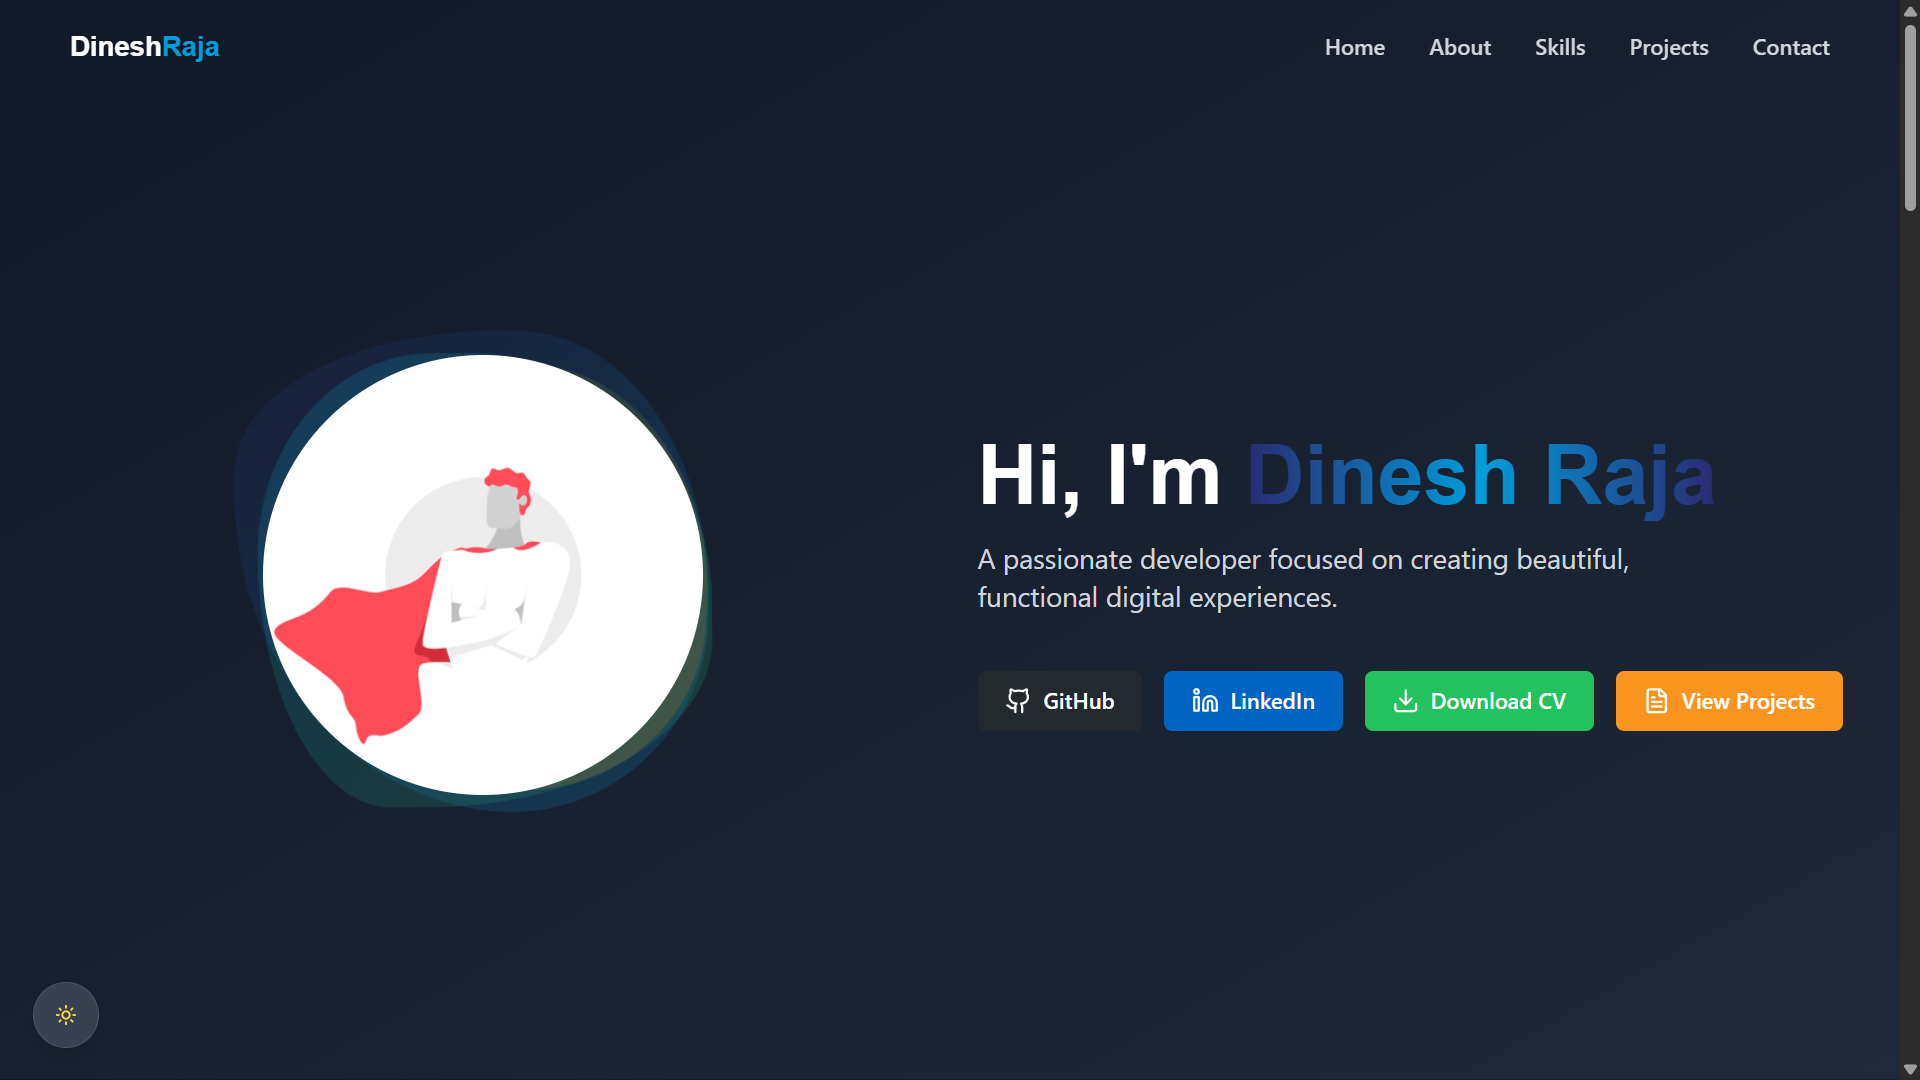 DineshRaja
Home About Skills Projects Contact
Hi, I'm Dinesh Raja
A passionate developer focused on creating beautiful,
functional digital experiences.
GitHub LinkedIn Download CV View Projects